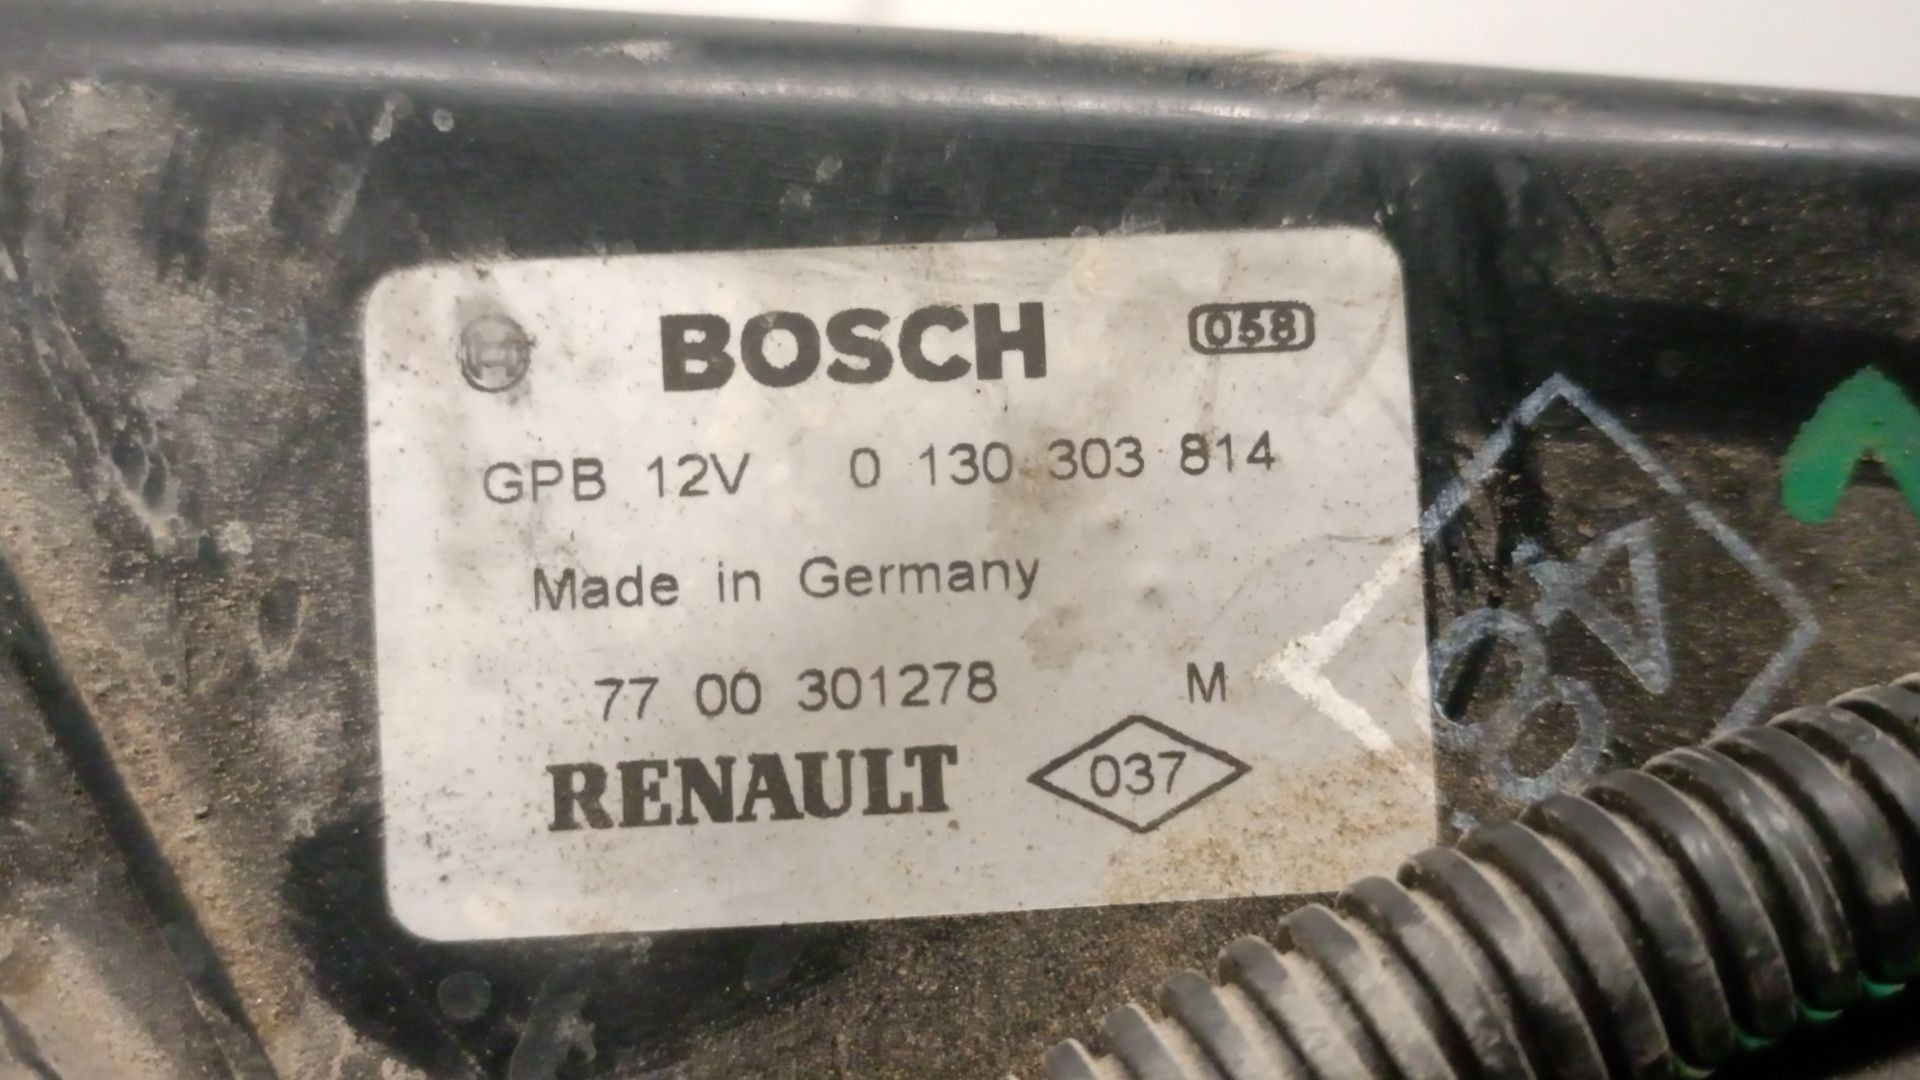 BOSCH 058
GPB 12V 0 130 303 814
Made in Germany
77 00 301278 M
RENAULT 037